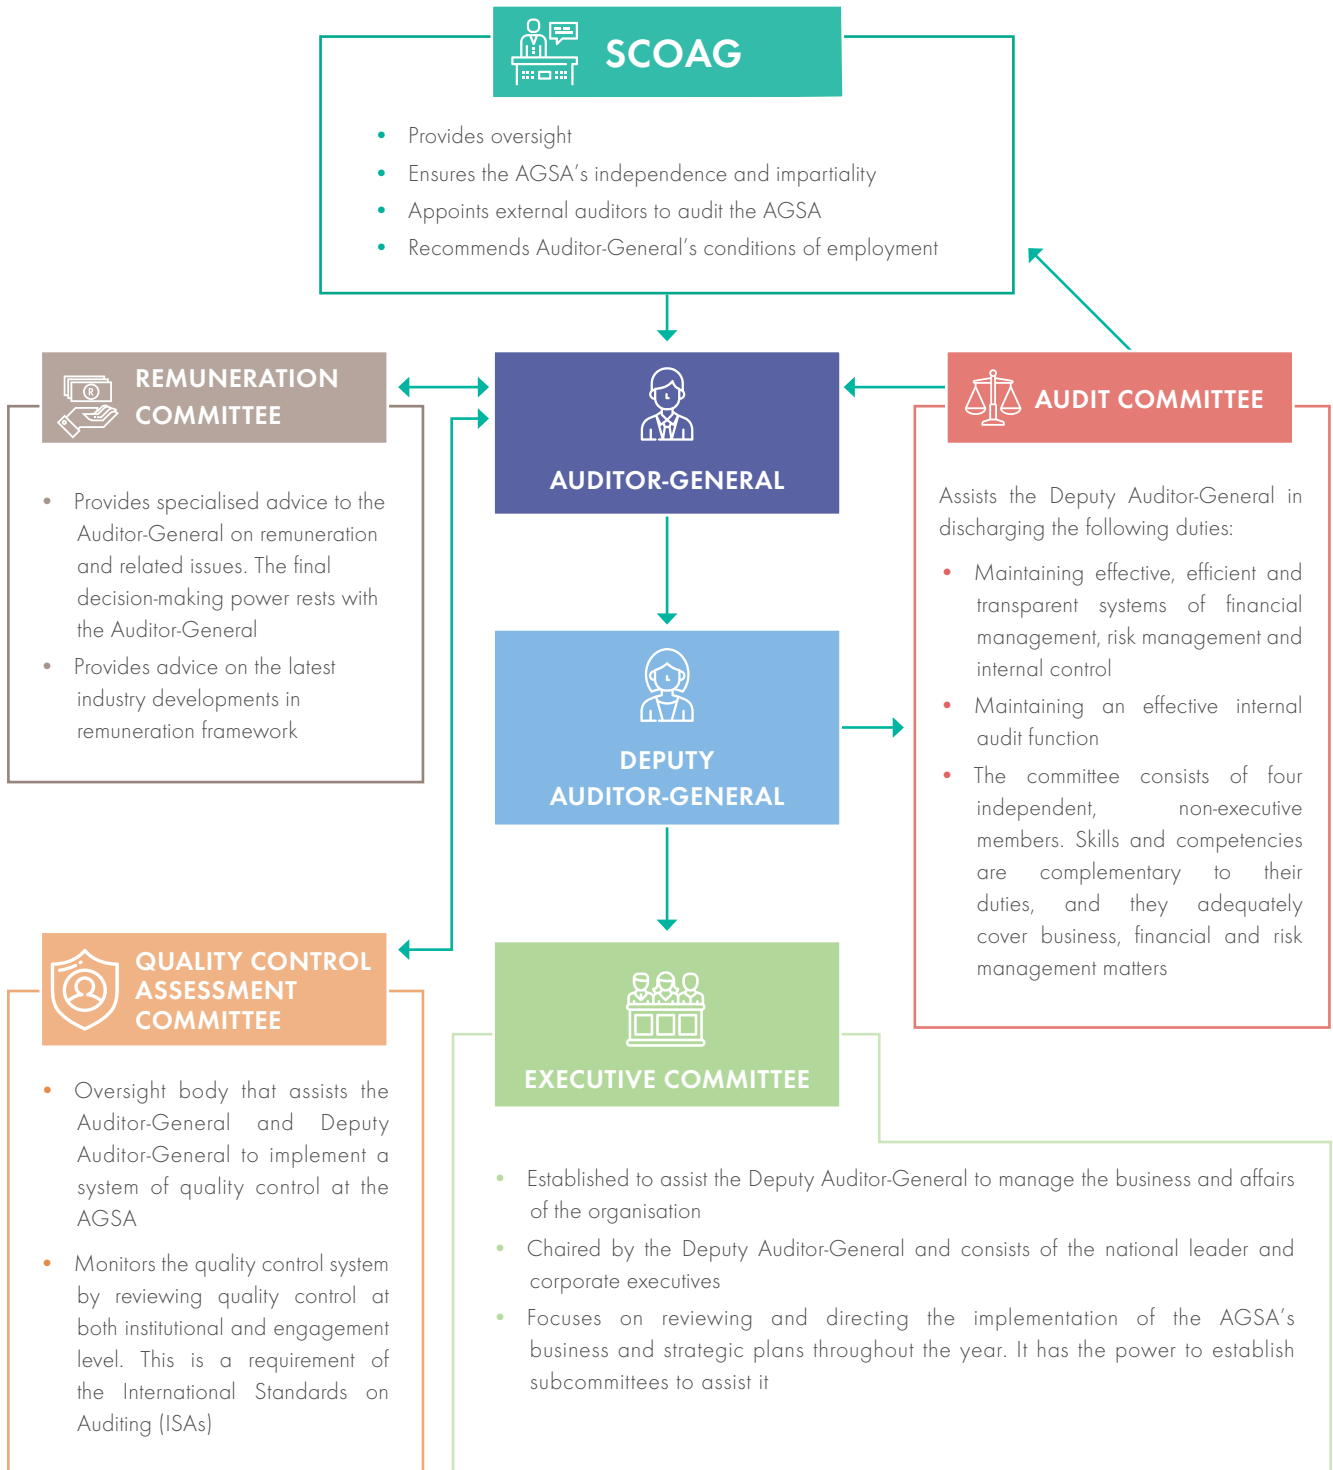 SCOAG
• Provides oversight
• Ensures the AGSA's independence and impartiality
• Appoints external auditors to audit the AGSA
• Recommends Auditor-General's conditions of employment
REMUNERATION
COMMITTEE
• Provides specialised advice to the
Auditor-General on remuneration
and related issues. The final
decision-making power rests with
the Auditor-General
• Provides advice on the latest
industry developments in
remuneration framework
AUDITOR-GENERAL
AUDIT COMMITTEE
Assists the Deputy Auditor-General in
discharging the following duties:
• Maintaining effective, efficient and
transparent systems of financial
management, risk management and
internal control
• Maintaining an effective internal
audit function
• The committee consists of four
independent, non-executive
members. Skills and competencies
are complementary to their
duties, and they adequately
cover business, financial and risk
management matters
DEPUTY
AUDITOR-GENERAL
QUALITY CONTROL
ASSESSMENT
COMMITTEE
• Oversight body that assists the
Auditor-General and Deputy
Auditor-General to implement a
system of quality control at the
AGSA
• Monitors the quality control system
by reviewing quality control at
both institutional and engagement
level. This is a requirement of
the International Standards on
Auditing (ISAs)
EXECUTIVE COMMITTEE
• Established to assist the Deputy Auditor-General to manage the business and affairs
of the organisation
• Chaired by the Deputy Auditor-General and consists of the national leader and
corporate executives
• Focuses on reviewing and directing the implementation of the AGSA's
business and strategic plans throughout the year. It has the power to establish
subcommittees to assist it